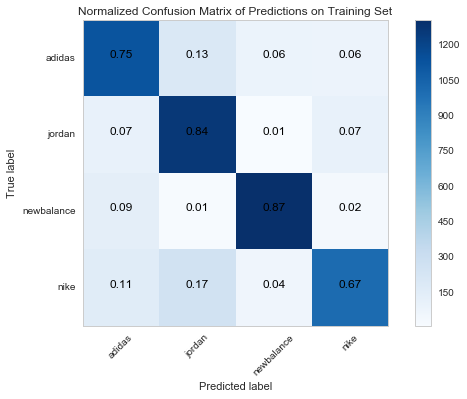 Normalized Confusion Matrix of Predictions on Training Set
True label
adidas 0.75 0.13 0.06 0.06
jordan 0.07 0.84 0.01 0.07
newbalance 0.09 0.01 0.87 0.02
nike 0.11 0.17 0.04 0.67
adidas jordan newbalance nike
Predicted label
1200
1050
900
750
600
450
300
150